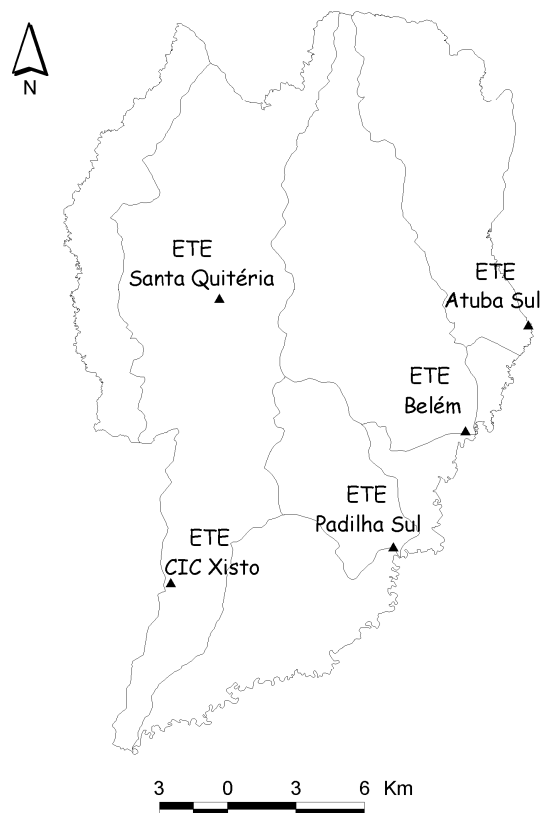 N
ETE
Santa Quitéria
ETE
Atuba Sul
ETE
Belém
ETE
Padilha Sul
ETE
CIC Xisto
3 0 3 6 Km